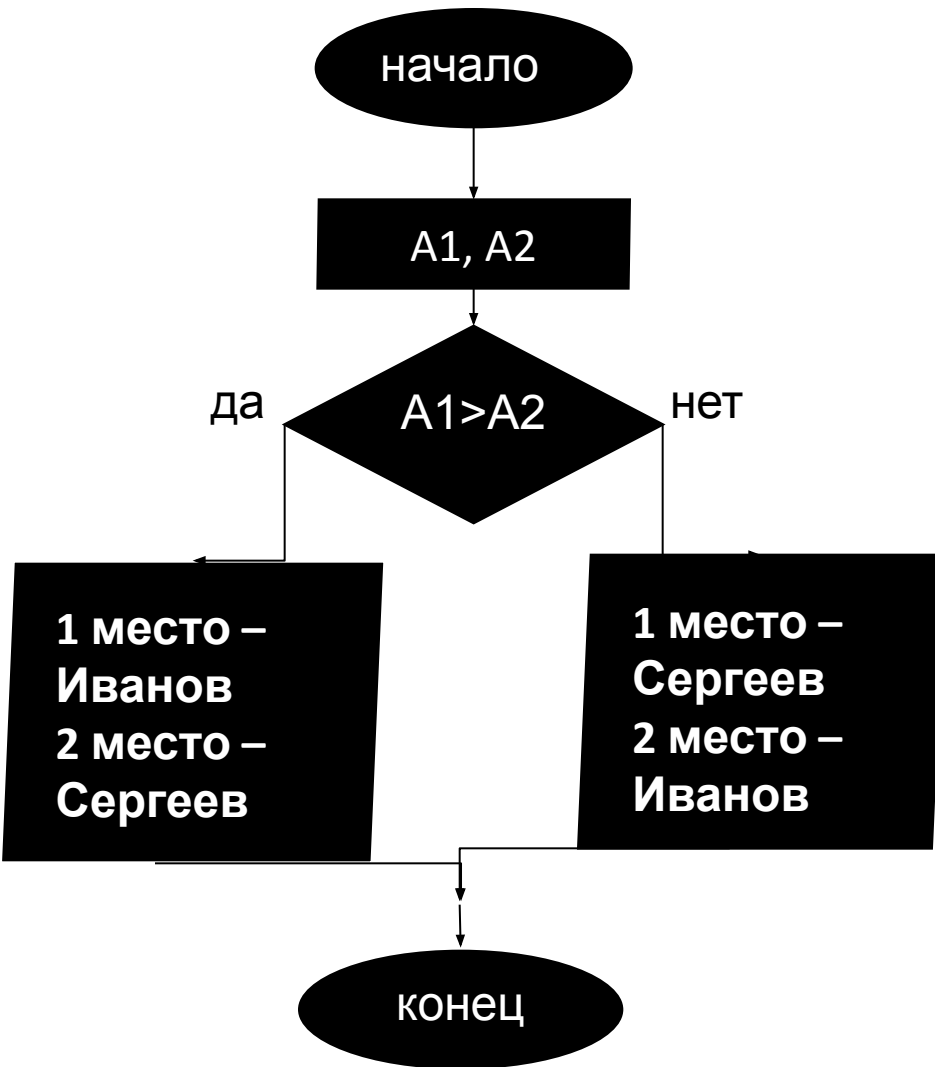 начало
А1, А2
да
А1>А2
нет
1 место –
Иванов
2 место –
Сергеев
1 место –
Сергеев
2 место –
Иванов
конец